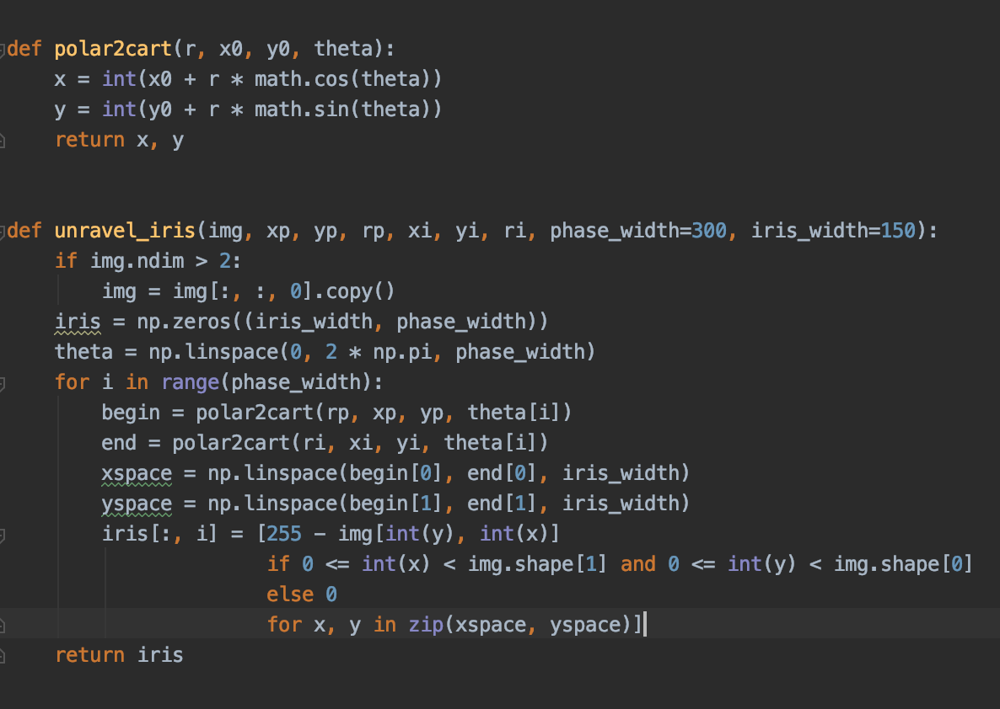 def polar2cart(r, x0, y0, theta):
    x = int(x0 + r * math.cos(theta))
    y = int(y0 + r * math.sin(theta))
    return x, y
def unravel_iris(img, xp, yp, rp, xi, yi, ri, phase_width=300, iris_width=150):
    if img.ndim > 2:
        img = img[:, :, 0].copy()
    iris = np.zeros((iris_width, phase_width))
    theta = np.linspace(0, 2 * np.pi, phase_width)
    for i in range(phase_width):
        begin = polar2cart(rp, xp, yp, theta[i])
        end = polar2cart(ri, xi, yi, theta[i])
        xspace = np.linspace(begin[0], end[0], iris_width)
        yspace = np.linspace(begin[1], end[1], iris_width)
        iris[:, i] = [255 - img[int(y), int(x)]
                      if 0 <= int(x) < img.shape[1] and 0 <= int(y) < img.shape[0]
                      else 0
                      for x, y in zip(xspace, yspace)]
    return iris